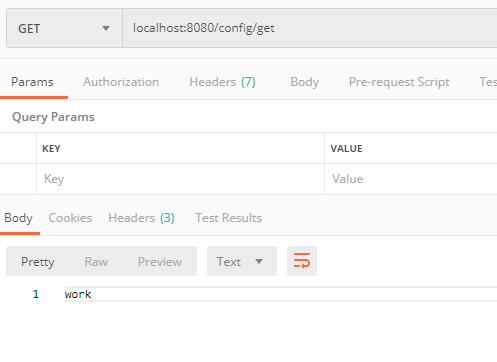 GET localhost:8080/config/get
Params Authorization Headers (7) Body Pre-request Script
Query Params
KEY VALUE
Key Value
Body Cookies Headers (3) Test Results
Pretty Raw Preview Text
1 work